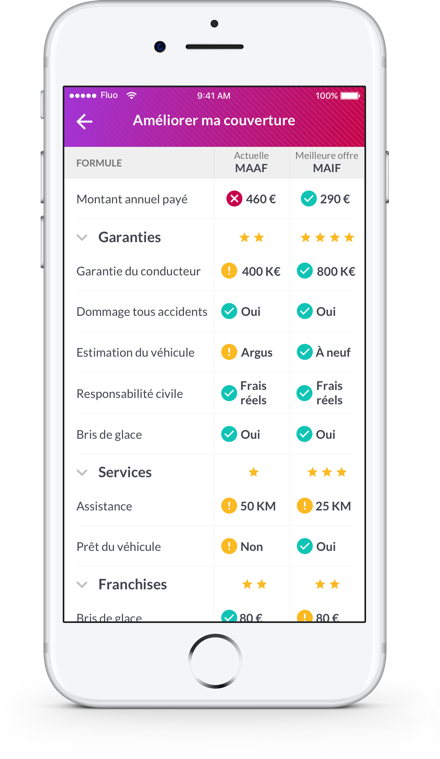 Fluo 9:41 AM 100%
Améliorer ma couverture
FORMULE Actuelle MAAF Meilleure offre MAIF
Montant annuel payé 460 € 290 €
Garanties
Garantie du conducteur 400 K€ 800 K€
Dommage tous accidents Oui Oui
Estimation du véhicule Argus À neuf
Responsabilité civile Frais réels Frais réels
Bris de glace Oui Oui
Services
Assistance 50 KM 25 KM
Prêt du véhicule Non Oui
Franchises
Bris de glace 80 € 80 €